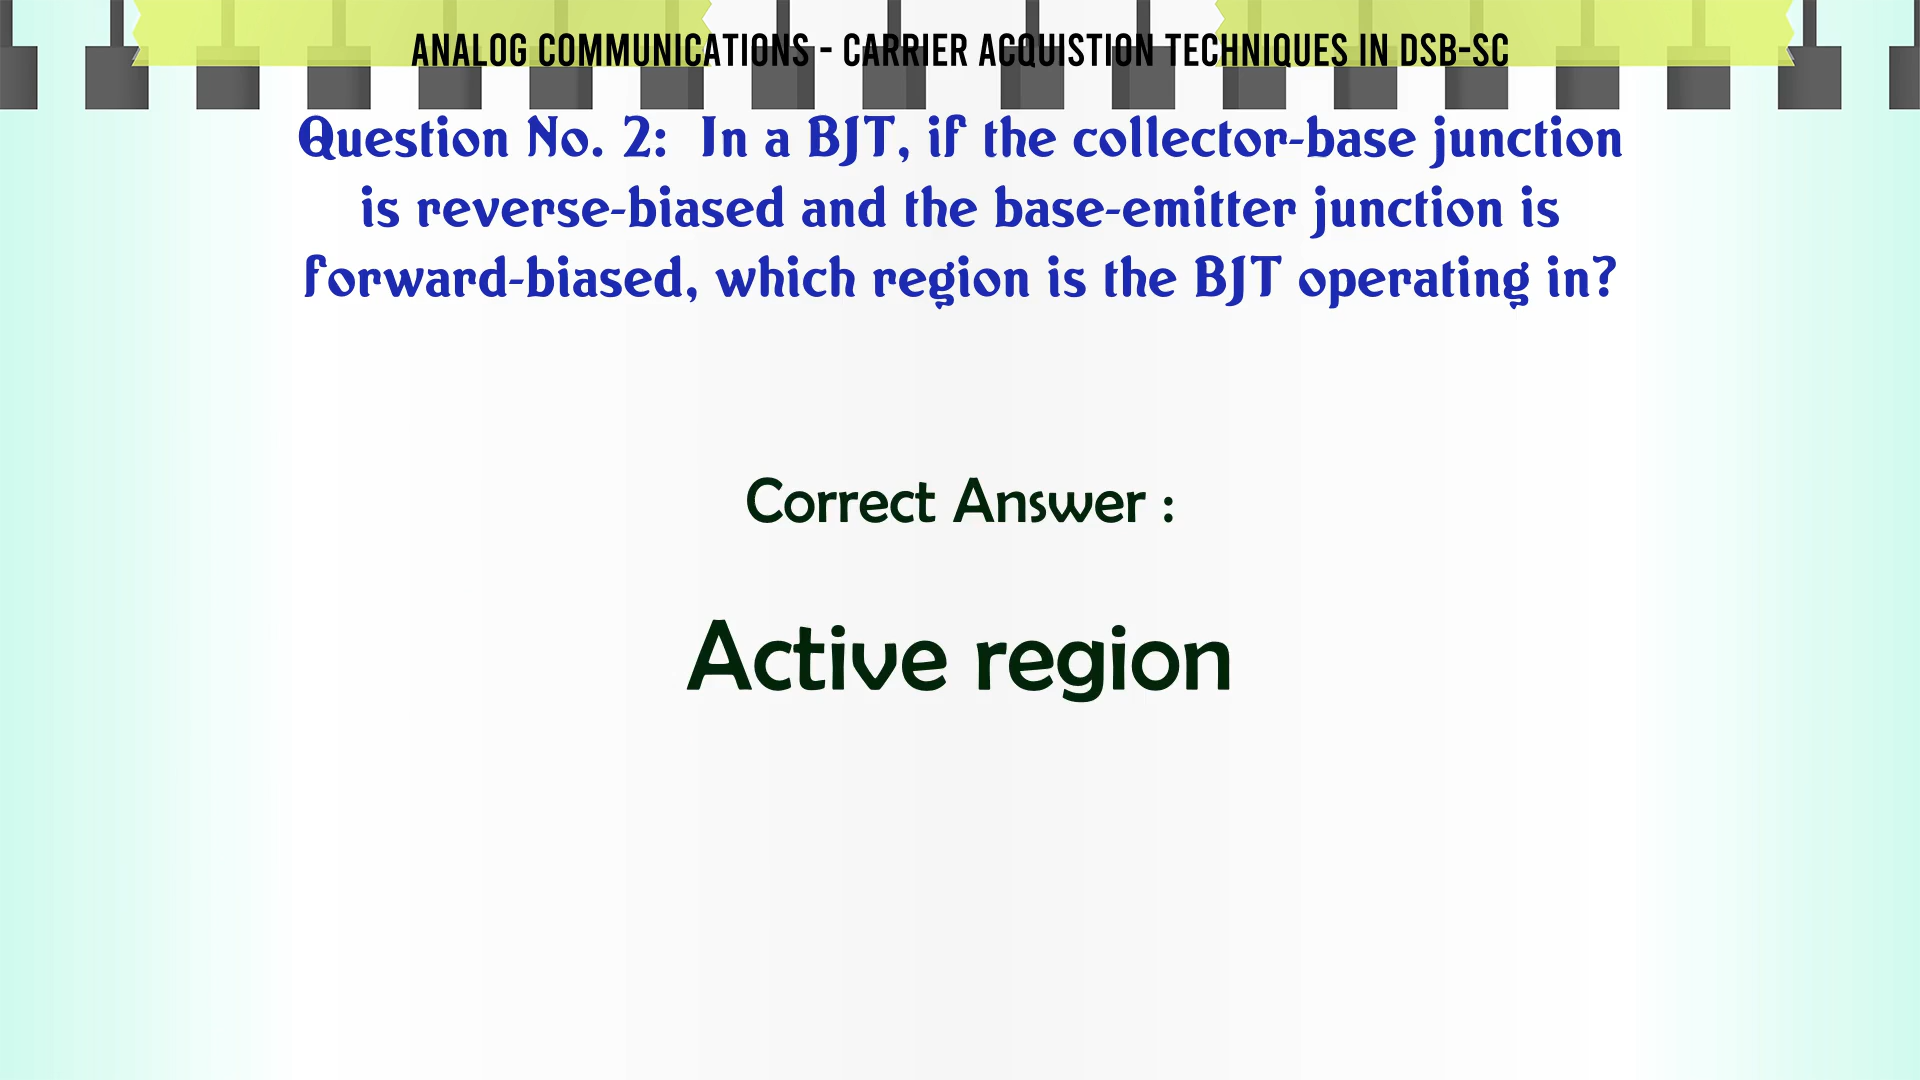 ANALOG COMMUNICATIONS - CARRIER ACQUISTION TECHNIQUES IN DSB-SC
Question No. 2: In a BJT, if the collector-base junction
is reverse-biased and the base-emitter junction is
forward-biased, which region is the BJT operating in?
Correct Answer :
Active region